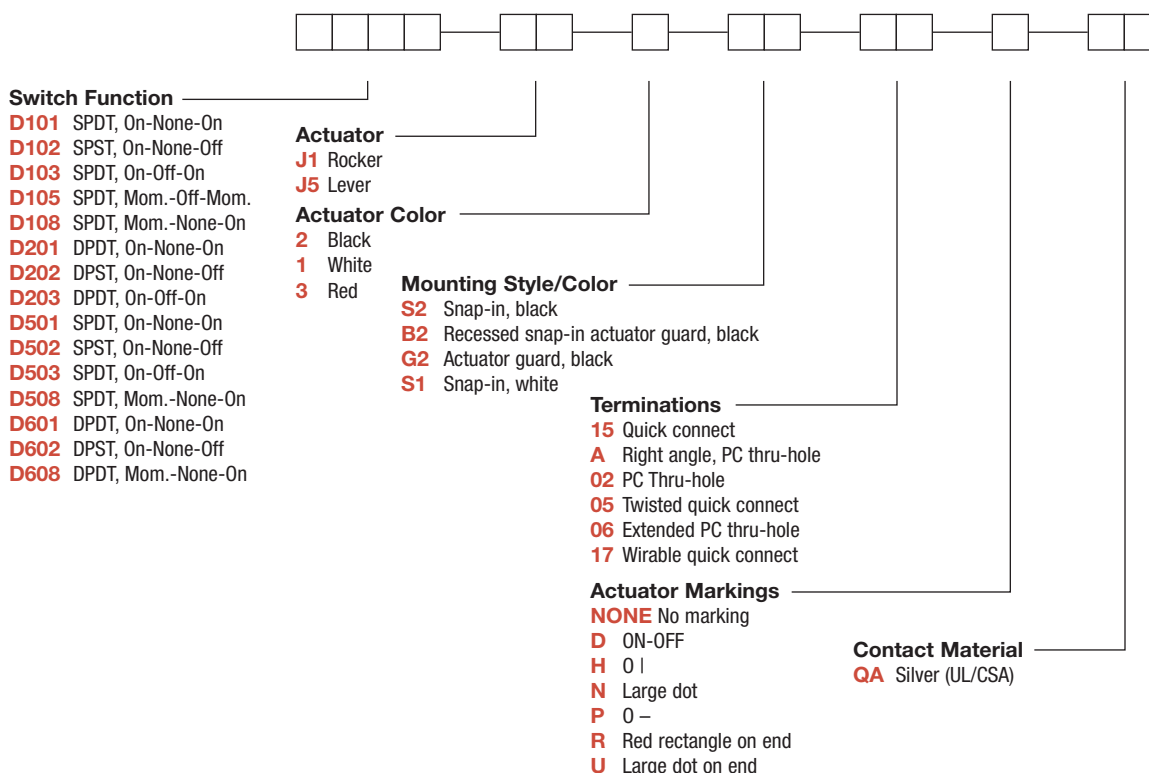 Switch Function
D101 SPDT, On-None-On
D102 SPST, On-None-Off
D103 SPDT, On-Off-On
D105 SPDT, Mom.-Off-Mom.
D108 SPDT, Mom.-None-On
D201 DPDT, On-None-On
D202 DPST, On-None-Off
D203 DPDT, On-Off-On
D501 SPDT, On-None-On
D502 SPST, On-None-Off
D503 SPDT, On-Off-On
D508 SPDT, Mom.-None-On
D601 DPDT, On-None-On
D602 DPST, On-None-Off
D608 DPDT, Mom.-None-On
Actuator
J1 Rocker
J5 Lever
Actuator Color
2 Black
1 White
3 Red
Mounting Style/Color
S2 Snap-in, black
B2 Recessed snap-in actuator guard, black
G2 Actuator guard, black
S1 Snap-in, white
Terminations
15 Quick connect
A Right angle, PC thru-hole
02 PC Thru-hole
05 Twisted quick connect
06 Extended PC thru-hole
17 Wirable quick connect
Actuator Markings
NONE No marking
D ON-OFF
H 0 |
N Large dot
P 0 –
R Red rectangle on end
U Large dot on end
Contact Material
QA Silver (UL/CSA)